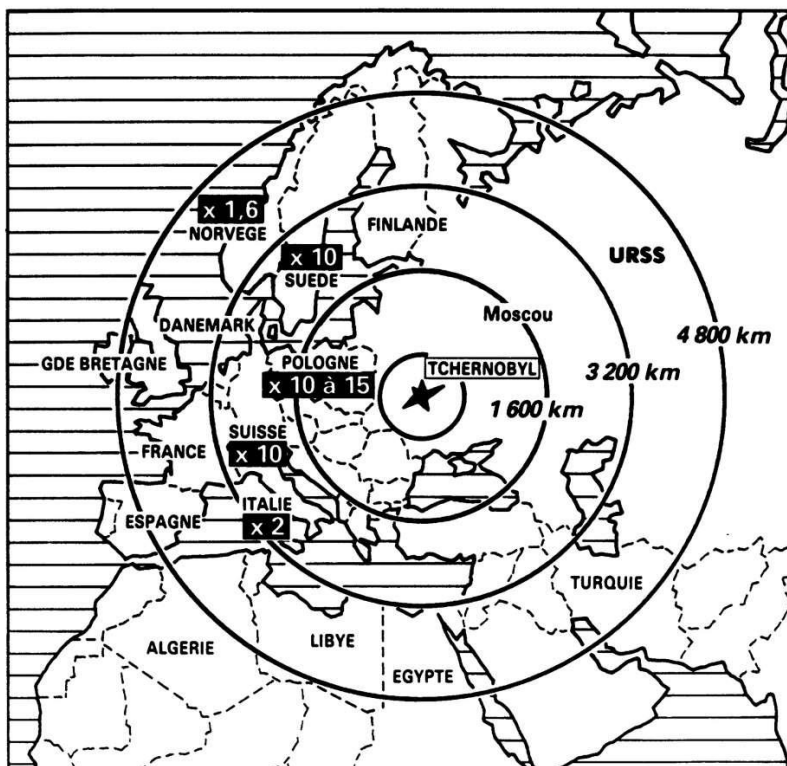 x 1,6
NORVEGE
FINLANDE
x 10
SUEDE
URSS
Moscou
DANEMARK
4 800 km
GDE BRETAGNE
POLOGNE
x 10 à 15
TCHERNOBYL
3 200 km
1 600 km
SUISSE
x 10
FRANCE
ITALIE
x 2
ESPAGNE
TURQUIE
ALGERIE
LIBYE
EGYPTE